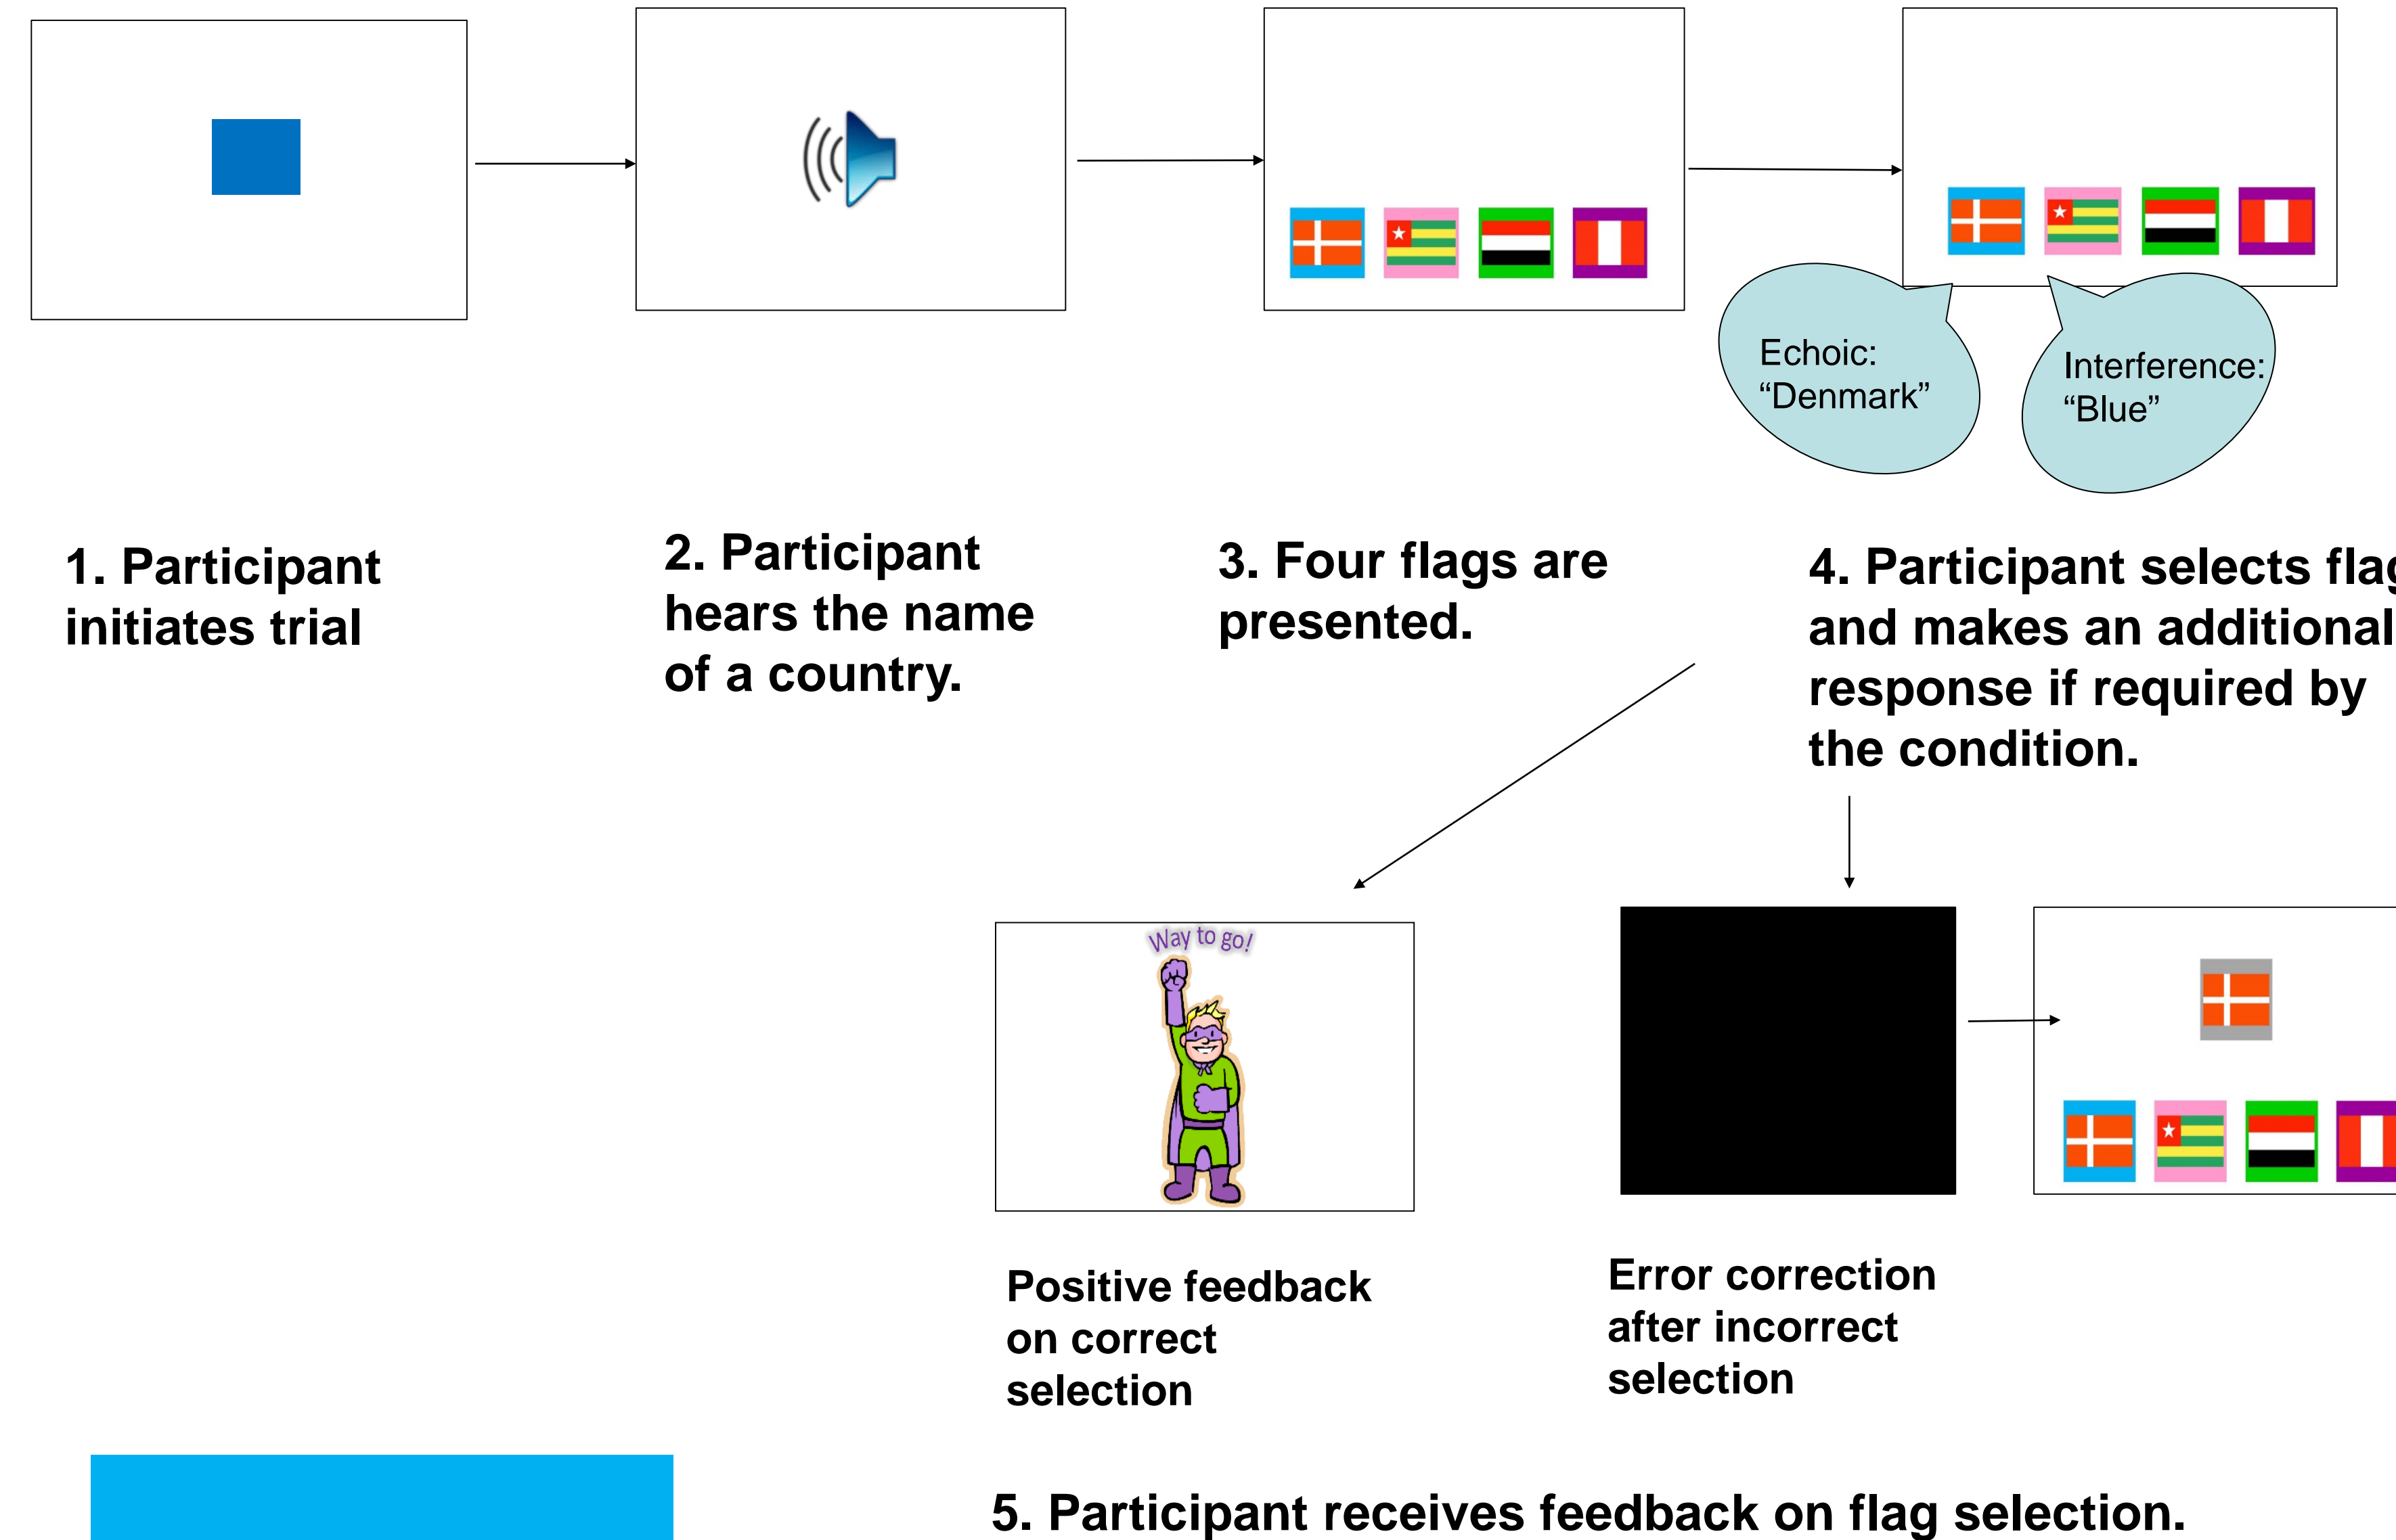 Echoic:
“Denmark”
Interference:
“Blue”
1. Participant
initiates trial
2. Participant
hears the name
of a country.
3. Four flags are
presented.
4. Participant selects flag
and makes an additional
response if required by
the condition.
Way to go!
Positive feedback
on correct
selection
Error correction
after incorrect
selection
5. Participant receives feedback on flag selection.